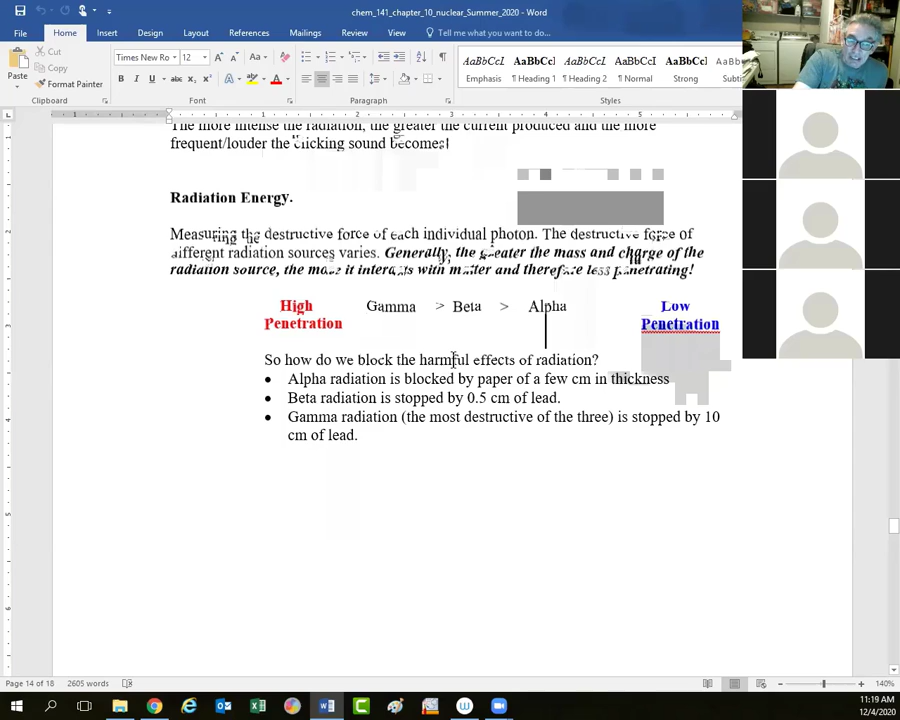 chem_141_chapter_10_nuclear_Summer_2020 - Word
File Home Insert Design Layout References Mailings Review View Tell me what you want to do...
Paste
Cut
Copy
Format Painter
Times New Ro 12
AaBbCcI AaBbCcl AaBbCcI AaBbCcI AaBbCcl AaBb
Emphasis ¶ Heading 1 ¶ Heading 2 ¶ Normal Strong Subti
Clipboard Font Paragraph Styles
The more intense the radiation, the greater the current produced and the more
frequent/louder the clicking sound becomes
Radiation Energy.
Measuring the destructive force of each individual photon. The destructive force of
different radiation sources varies. Generally, the greater the mass and charge of the
radiation source, the more it interacts with matter and therefore less penetrating!
High Penetration Gamma > Beta > Alpha Low Penetration
So how do we block the harmful effects of radiation?
• Alpha radiation is blocked by paper of a few cm in thickness
• Beta radiation is stopped by 0.5 cm of lead.
• Gamma radiation (the most destructive of the three) is stopped by 10
cm of lead.
Page 14 of 18 2605 words 140%
11:19 AM
12/4/2020